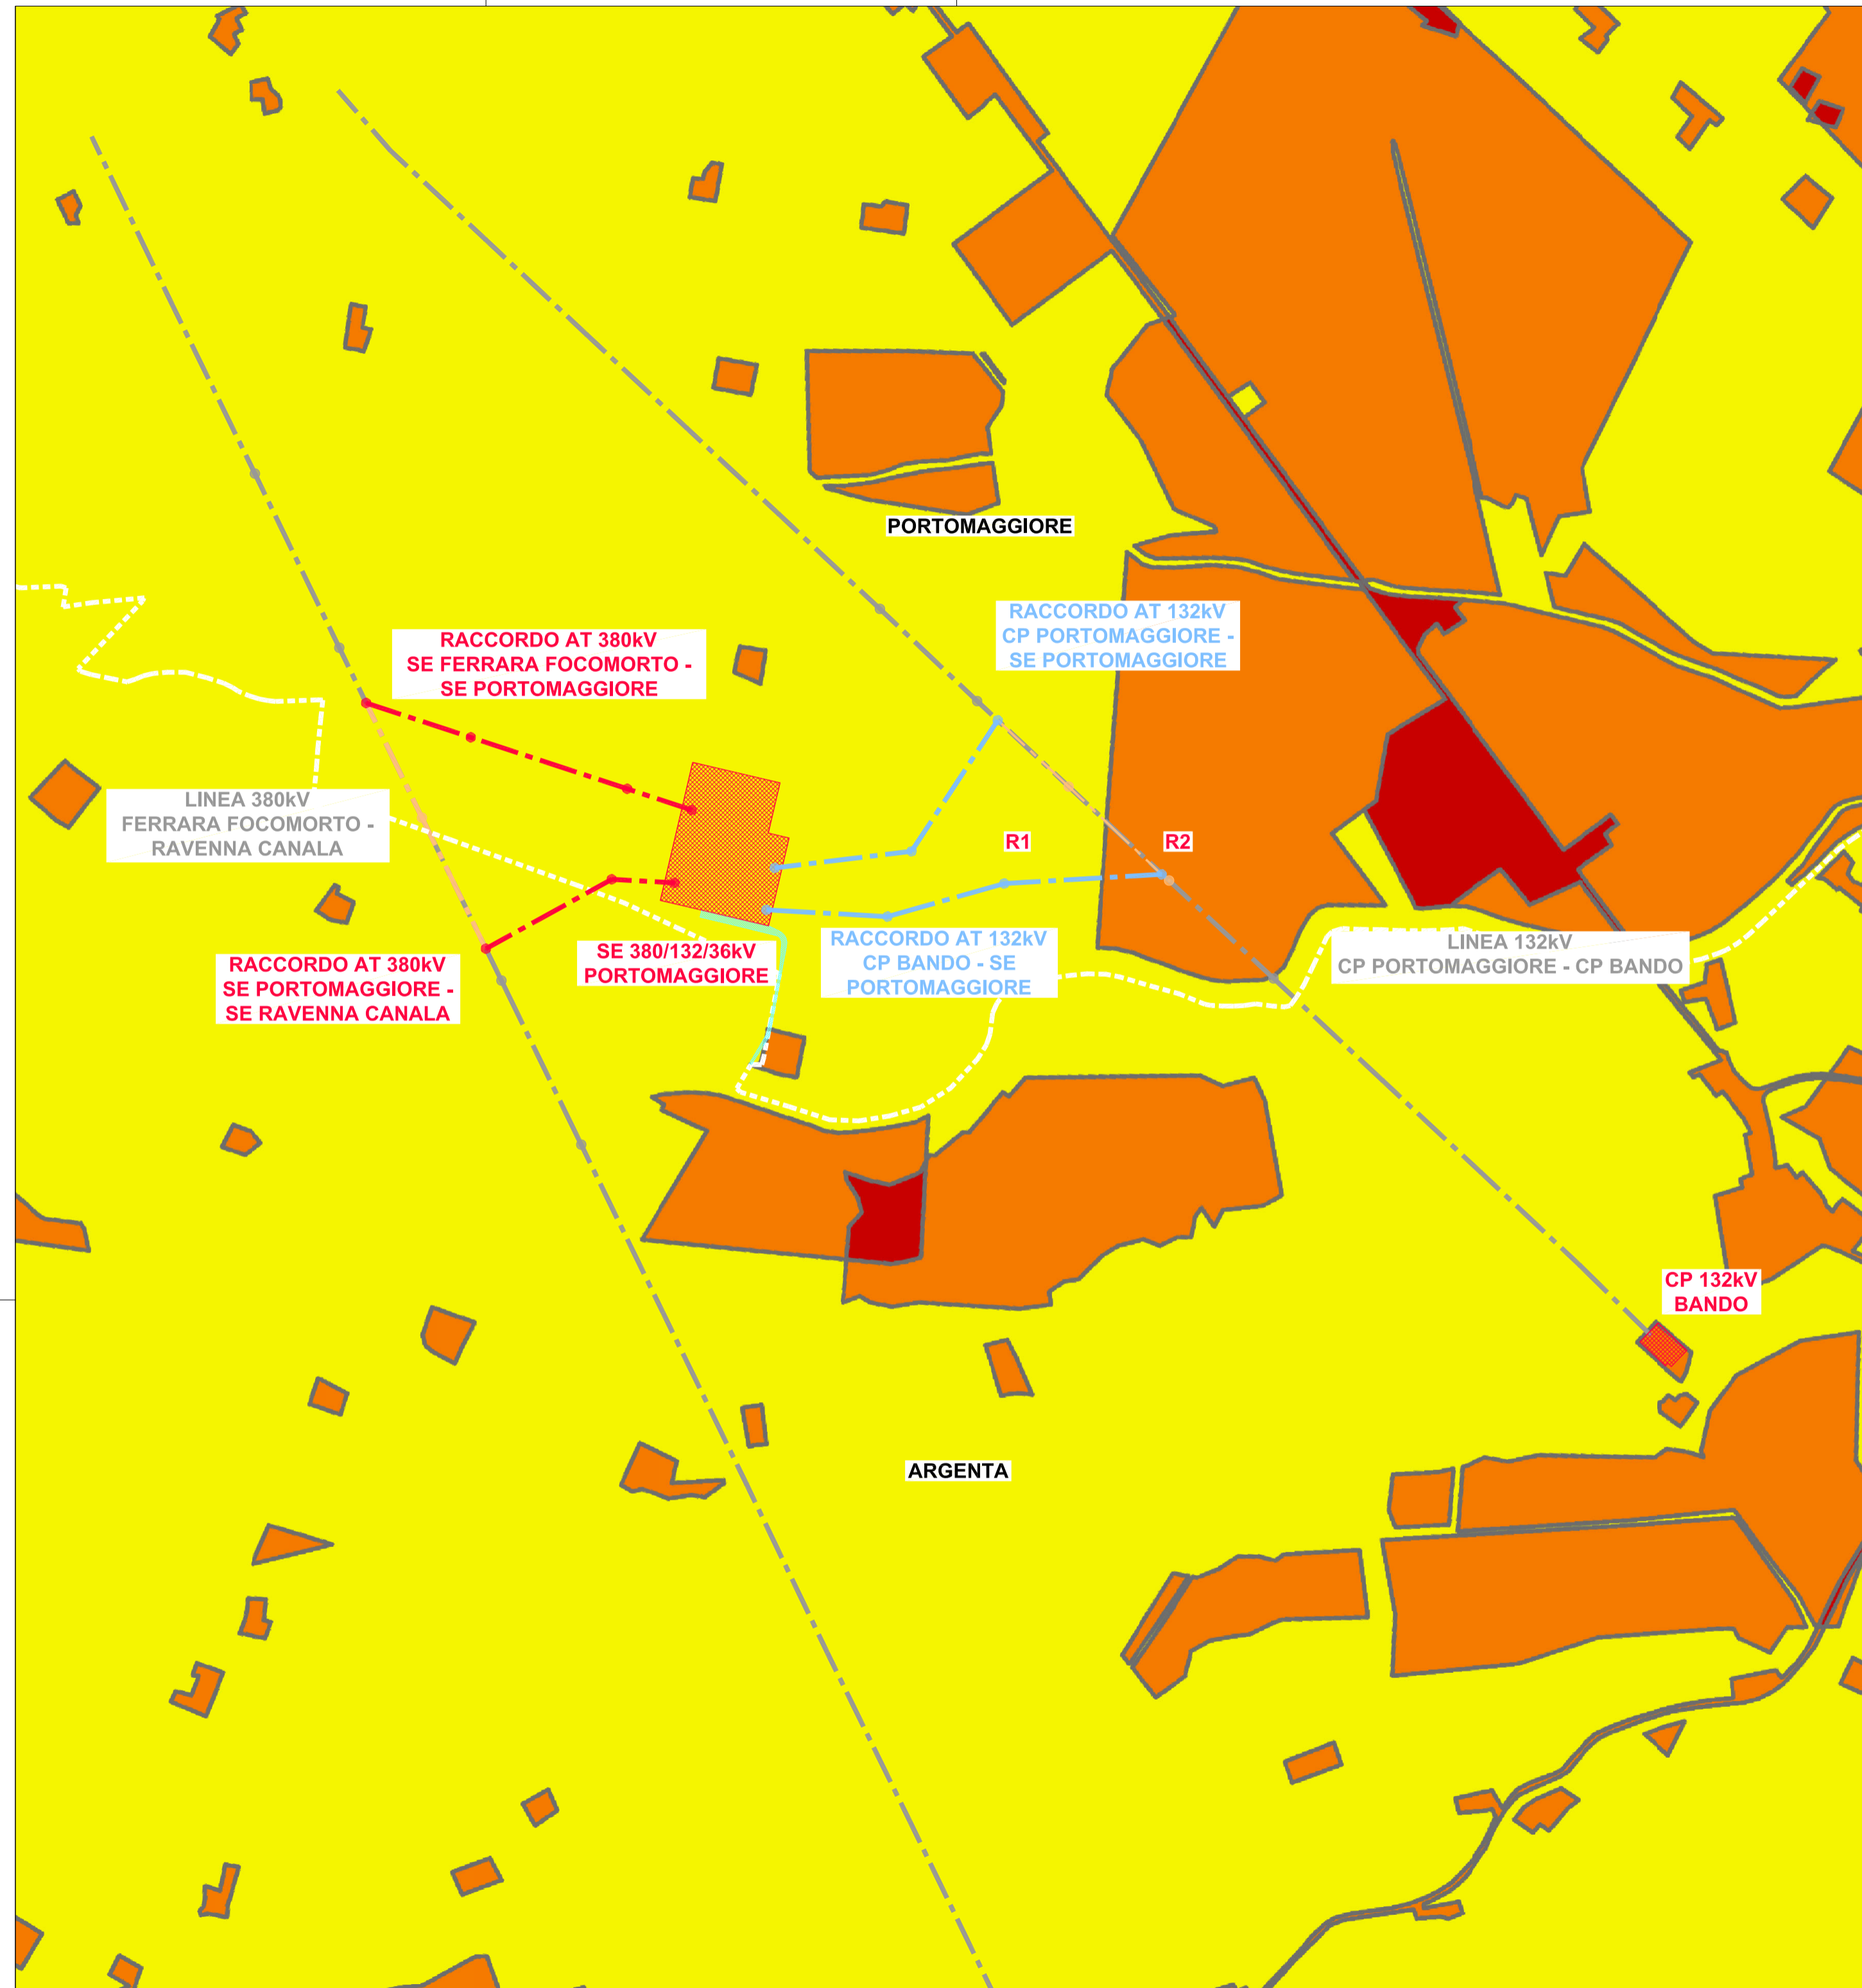 PORTOMAGGIORE
RACCORDO AT 132kV
CP PORTOMAGGIORE -
SE PORTOMAGGIORE
RACCORDO AT 380kV
SE FERRARA FOCOMORTO -
SE PORTOMAGGIORE
LINEA 380kV
FERRARA FOCOMORTO -
RAVENNA CANALA
R1
R2
RACCORDO AT 132kV
CP BANDO - SE
PORTOMAGGIORE
LINEA 132kV
CP PORTOMAGGIORE - CP BANDO
SE 380/132/36kV
PORTOMAGGIORE
RACCORDO AT 380kV
SE PORTOMAGGIORE -
SE RAVENNA CANALA
CP 132kV
BANDO
ARGENTA